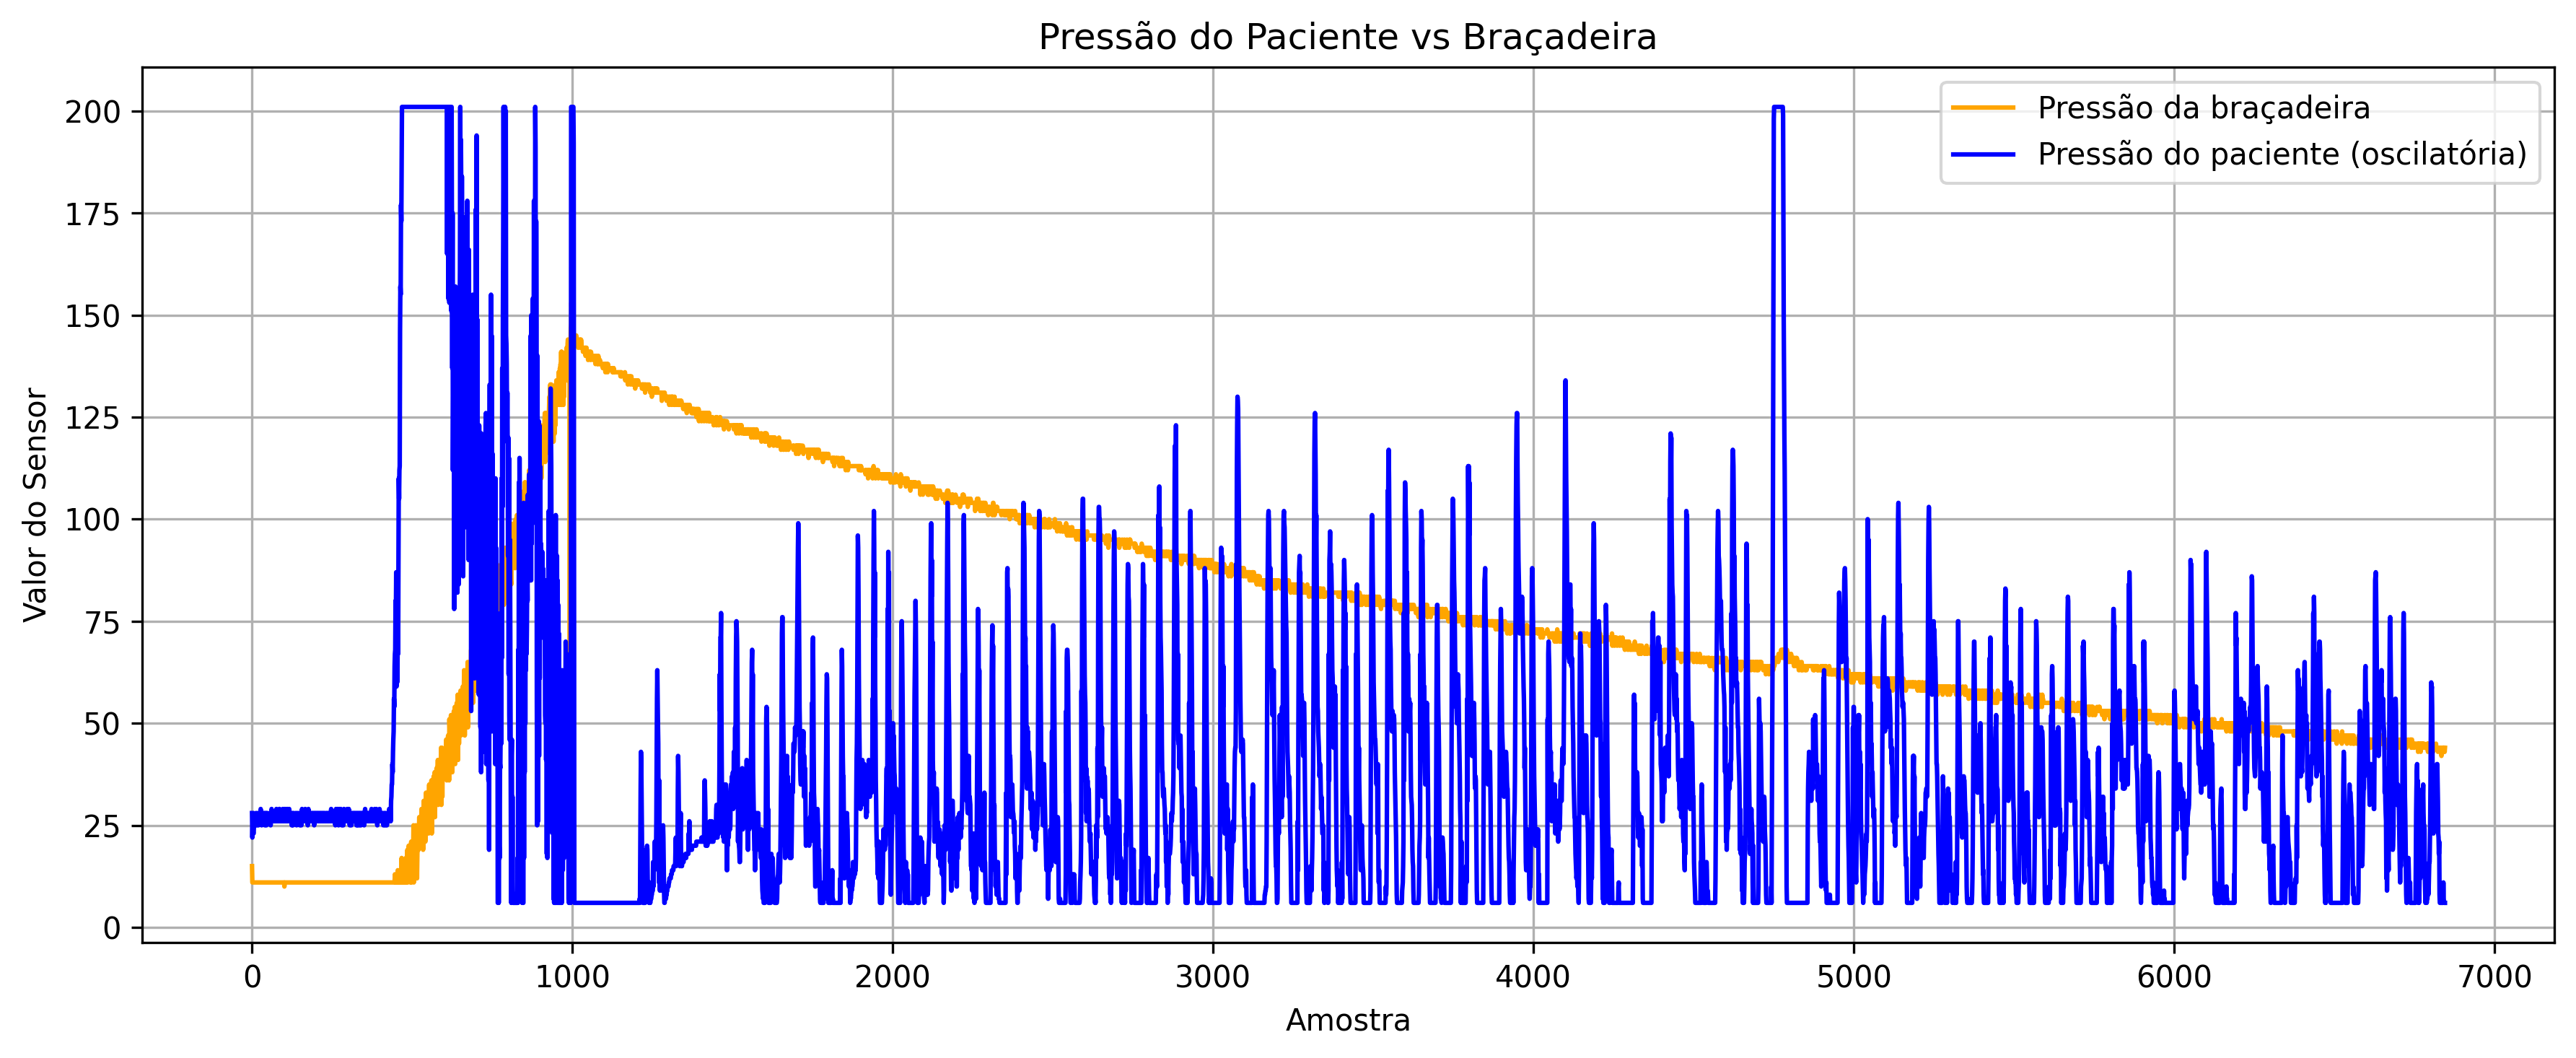 Pressão do Paciente vs Braçadeira
Pressão da braçadeira
Pressão do paciente (oscilatória)
Valor do Sensor
200
175
150
125
100
75
50
25
0
0 1000 2000 3000 4000 5000 6000 7000
Amostra